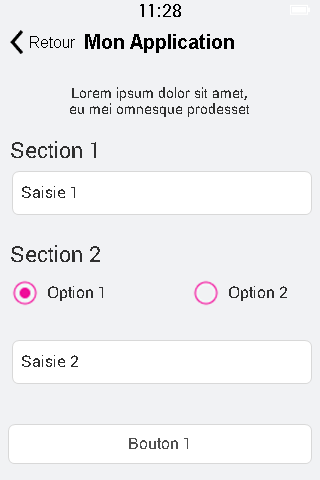 11:28
Retour Mon Application
Lorem ipsum dolor sit amet,
eu mei omnesque prodesset
Section 1
Saisie 1
Section 2
Option 1 Option 2
Saisie 2
Bouton 1